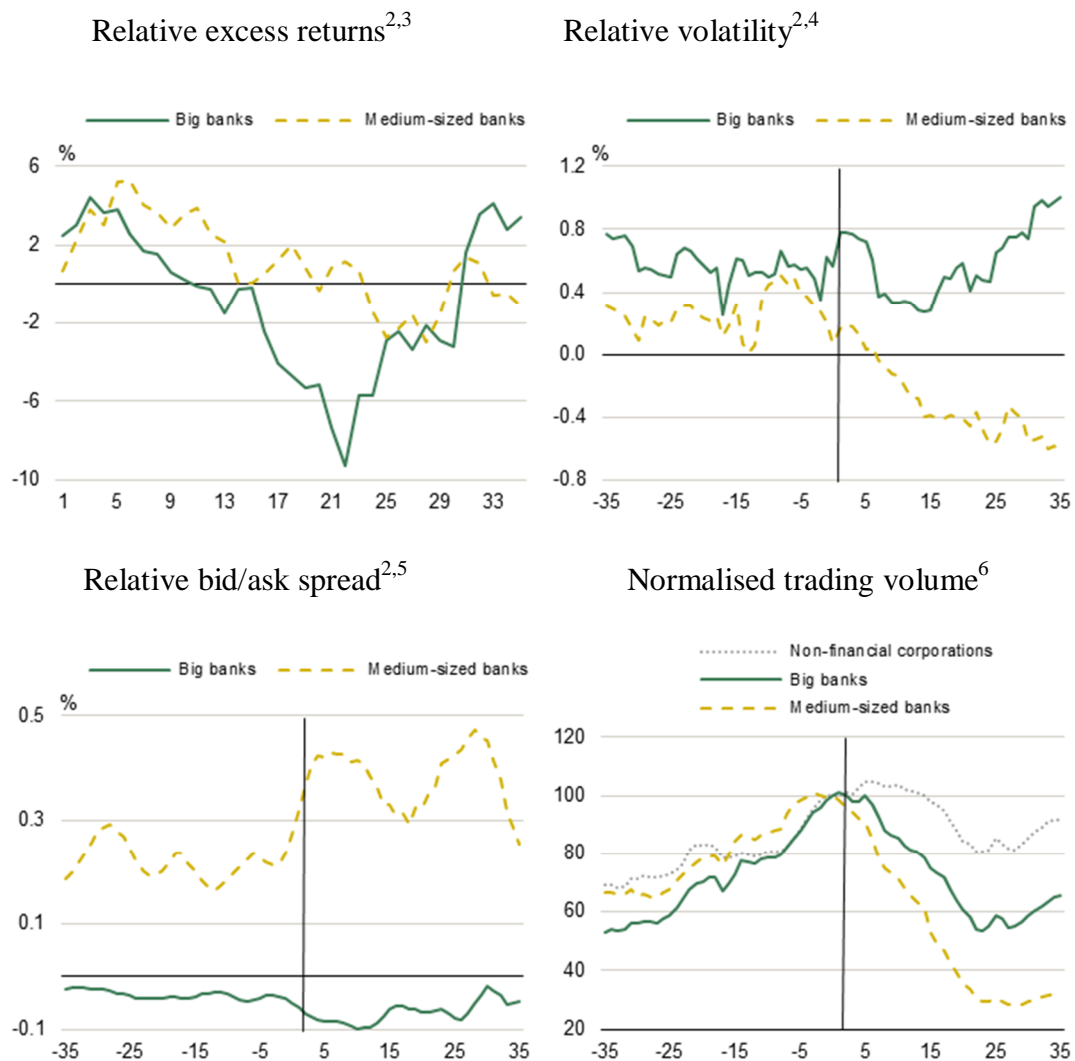 Relative excess returns2,3
Relative volatility2,4
Big banks Medium-sized banks
%
6
2
-2
-6
-10
1 5 9 13 17 21 25 29 33
Big banks Medium-sized banks
%
1.2
0.8
0.4
0.0
-0.4
-0.8
-35 -25 -15 -5 5 15 25 35
Relative bid/ask spread2,5
Normalised trading volume6
Big banks Medium-sized banks
%
0.5
0.3
0.1
-0.1
-35 -25 -15 -5 5 15 25 35
Non-financial corporations
Big banks
Medium-sized banks
120
100
80
60
40
20
-35 -25 -15 -5 5 15 25 35